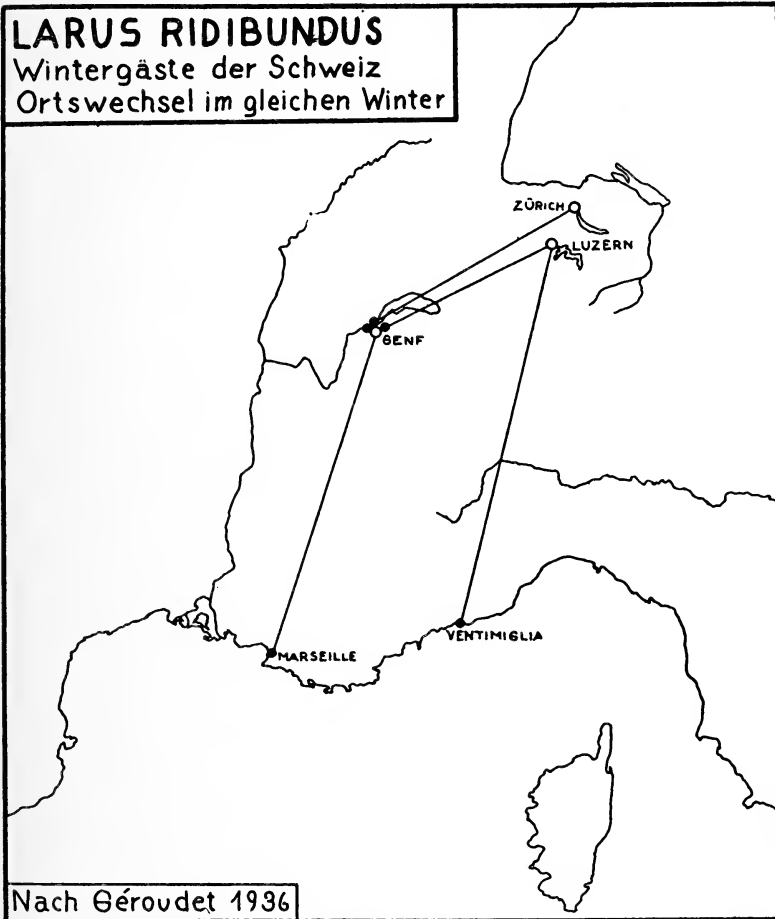 LARUS RIDIBUNDUS
Wintergäste der Schweiz
Ortswechsel im gleichen Winter
ZÜRICH
LUZERN
GENF
VENTIMIGLIA
MARSEILLE
Nach Géroudet 1936